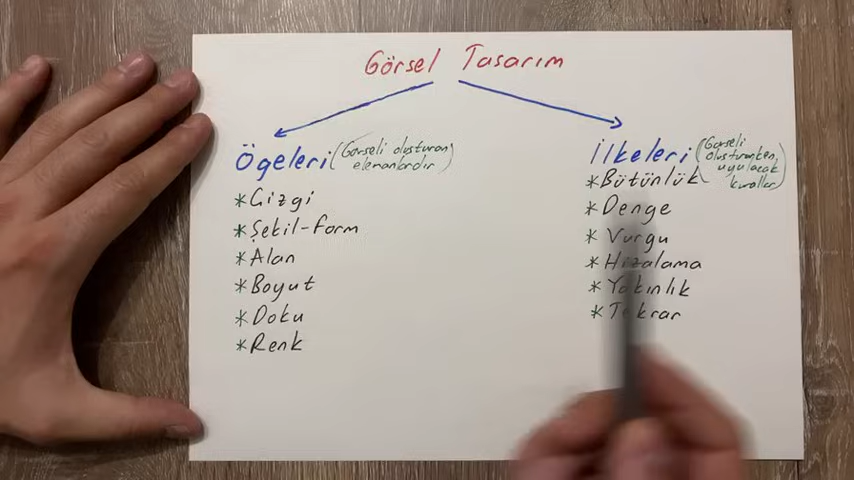 Görsel Tasarım
Ögeleri (Görseli oluşturan
elemanlardır)
*Çizgi
*Şekil-form
*Alan
*Boyut
*Doku
*Renk
İlkeleri (Görseli
oluştururken
uyulacak
kurallar)
*Bütünlük
*Denge
*Vurgu
*Hizalama
*Yakınlık
*Tekrar